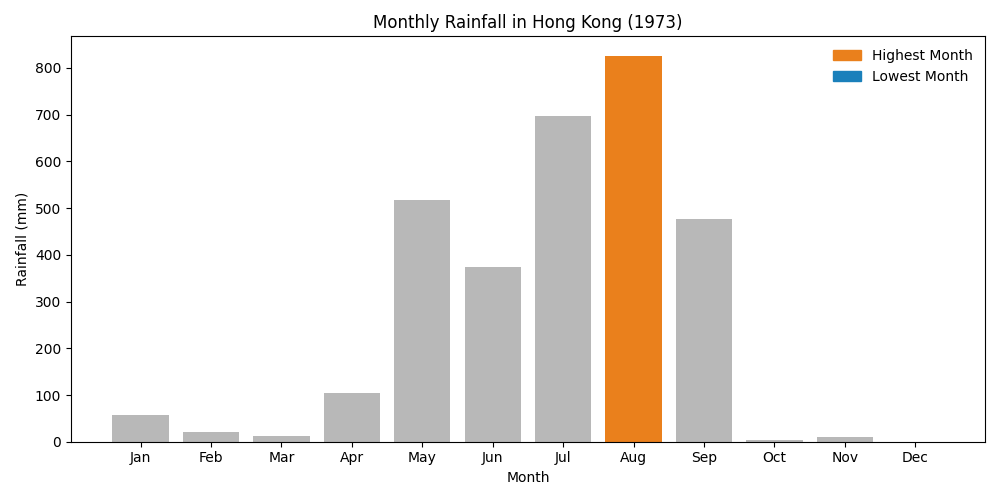 Monthly Rainfall in Hong Kong (1973)
Highest Month
Lowest Month
Rainfall (mm)
800
700
600
500
400
300
200
100
0
Jan Feb Mar Apr May Jun Jul Aug Sep Oct Nov Dec
Month